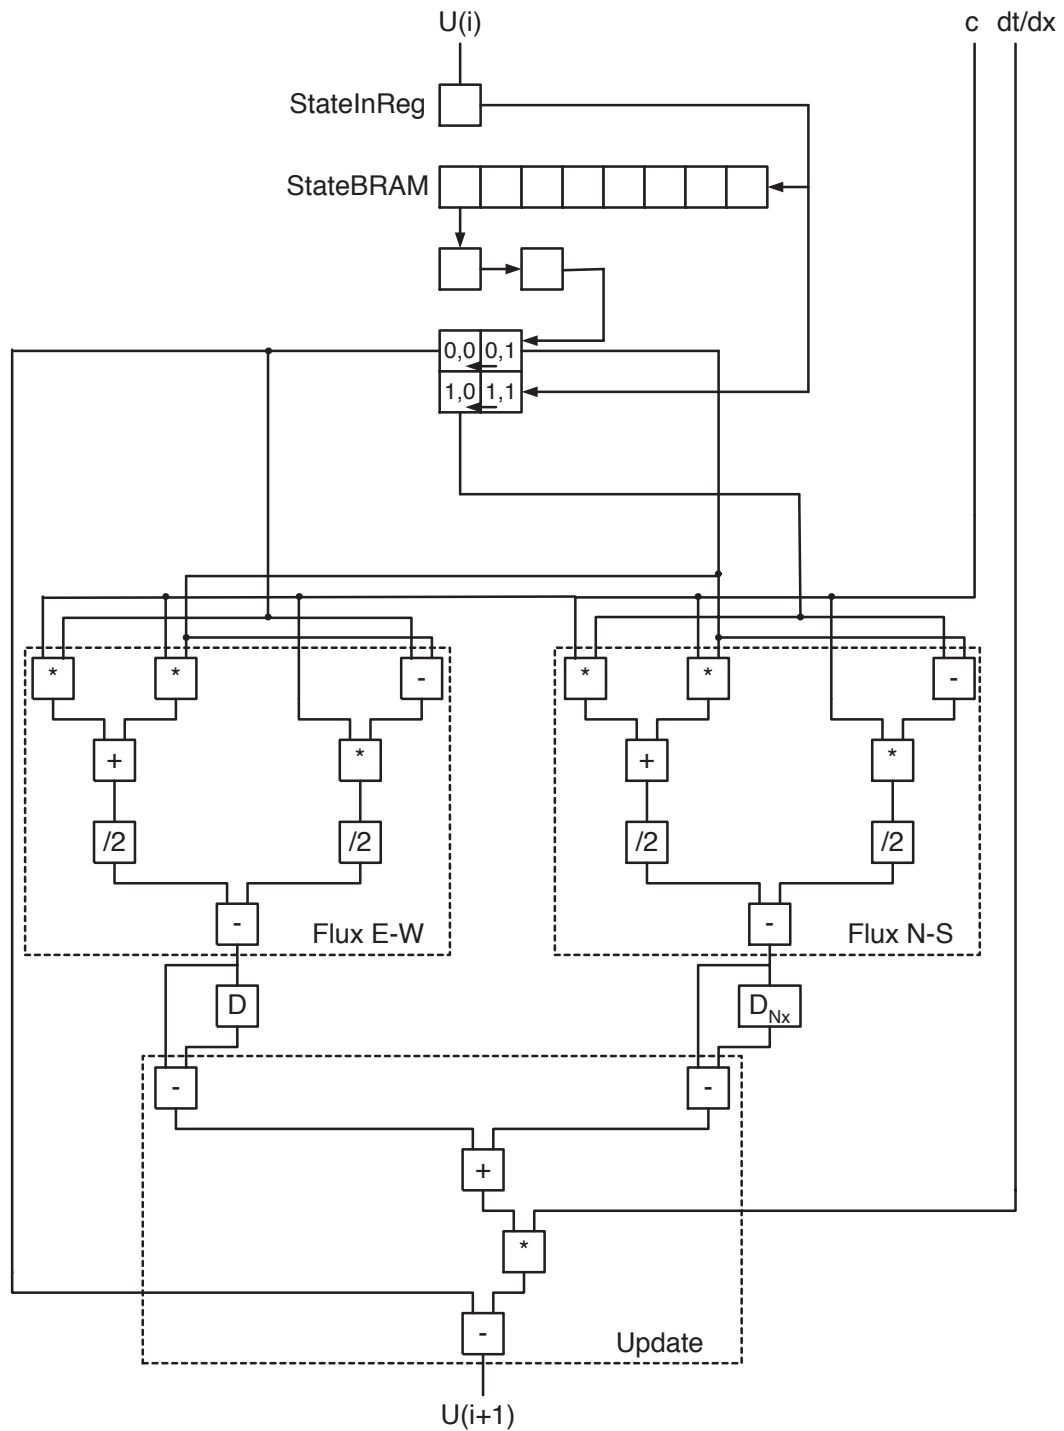 U(i) c dt/dx
StateInReg
StateBRAM
0,0 0,1
1,0 1,1
* * - * * -
+ * + *
/2 /2 /2 /2
- Flux E-W - Flux N-S
D D_Nx
- -
+
*
- Update
U(i+1)